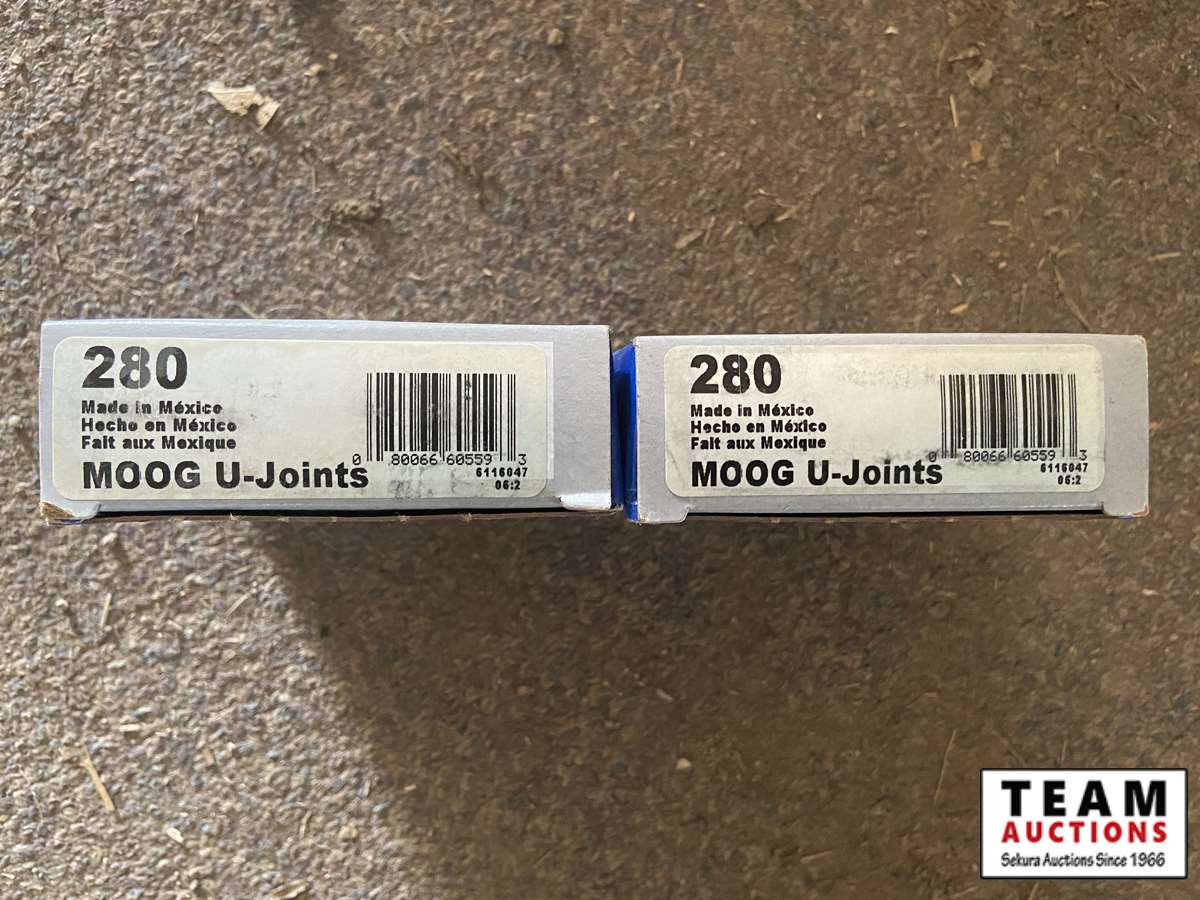 280
Made in México
Hecho en México
Fait aux Mexique
MOOG U-Joints
0 80066 60559 3
6116047
06:2
280
Made in México
Hecho en México
Fait aux Mexique
MOOG U-Joints
0 80066 60559 3
6116047
06:2
TEAM
AUCTIONS
Sekura Auctions Since 1966